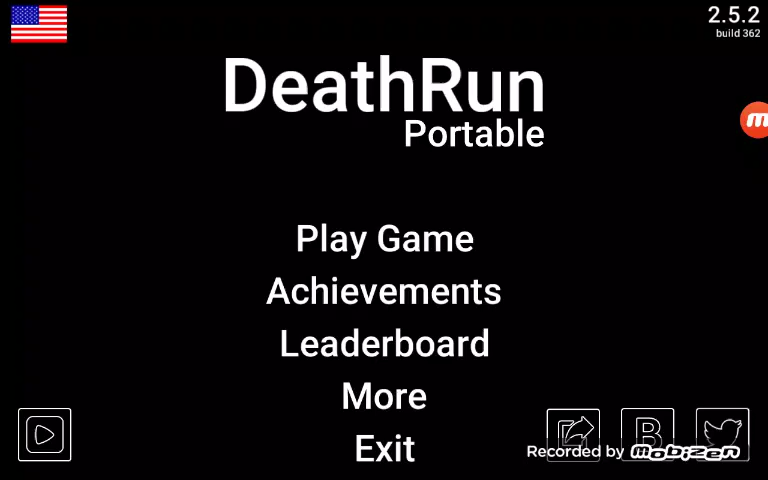 2.5.2
build 362
DeathRun
Portable
Play Game
Achievements
Leaderboard
More
Exit
B
Recorded by mobizen